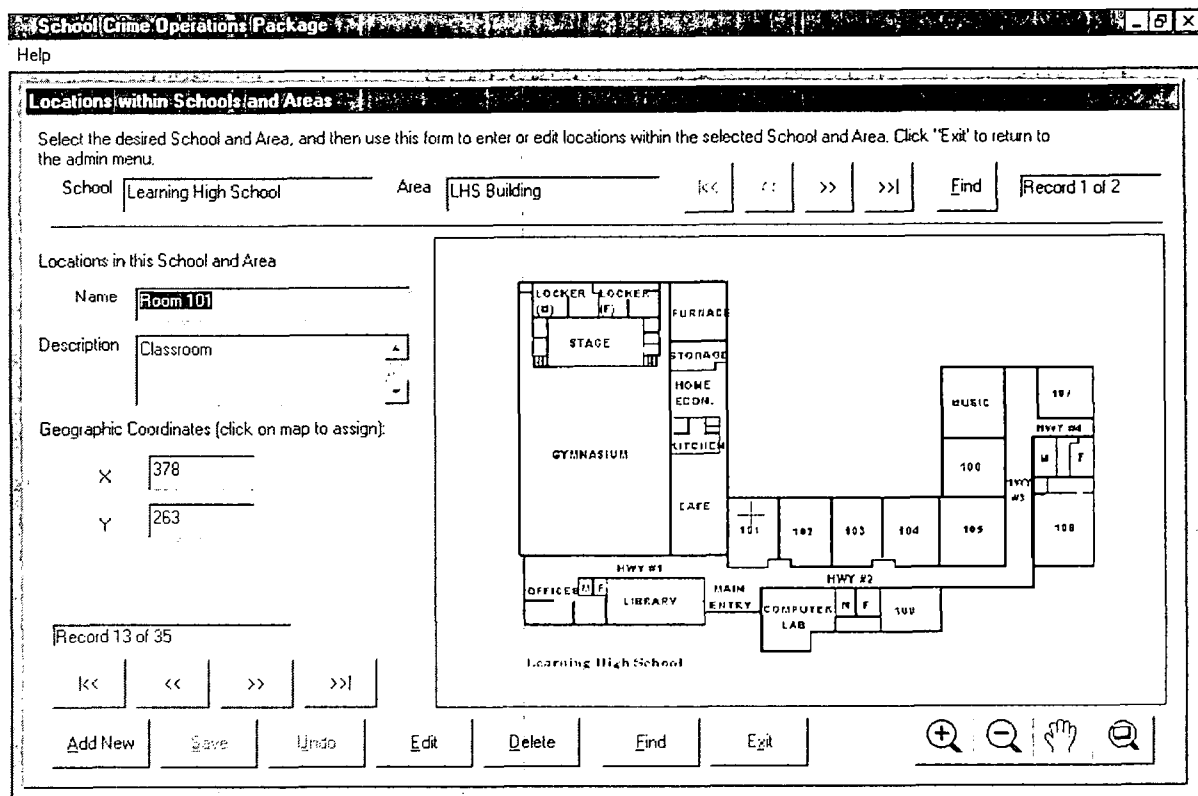 School Crime Operations Package
Help
Locations within Schools and Areas
Select the desired School and Area, and then use this form to enter or edit locations within the selected School and Area. Click "Exit' to return to
the admin menu.
School Learning High School Area LHS Building |<< << >> >>| Find Record 1 of 2
Locations in this School and Area
Name Room 101
Description Classroom
Geographic Coordinates (click on map to assign):
X 378
Y 263
Record 13 of 35
|<< << >> >>|
Add New Save Undo Edit Delete Find Exit
LOCKER (M) LOCKER (F)
STAGE
GYMNASIUM
FURNACE
STORAGE
HOME
ECON.
KITCHEN
CAFE
MUSIC
107
HWY #4
M F
HWY
#3
101 102 103 104 105
HWY #1
HWY #2
OFFICES M F
LIBRARY
MAIN
ENTRY
COMPUTER
LAB
M F
Learning High School